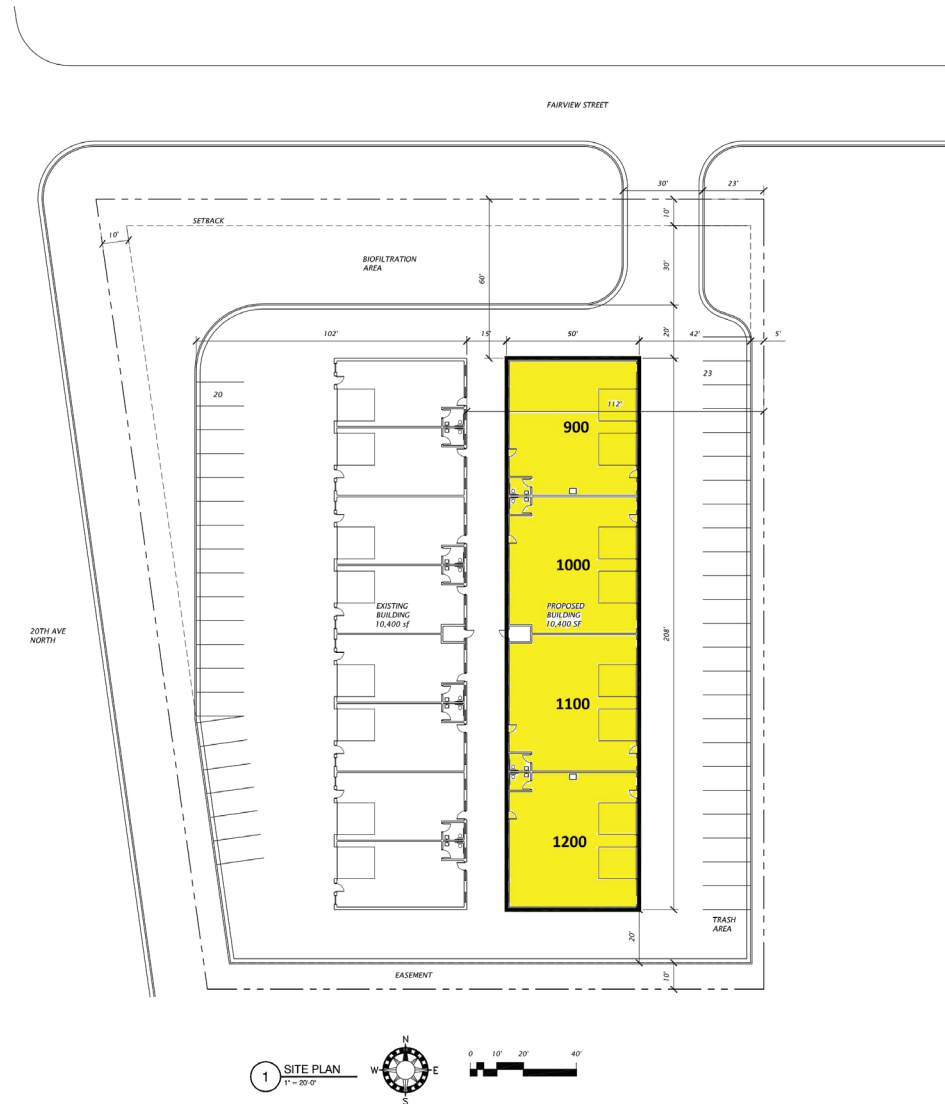 FAIRVIEW STREET
30'
23'
10'
SETBACK
10'
BIOFILTRATION
AREA
60'
30'
20'
102'
15'
50'
42'
5'
20
23
112'
900
1000
EXISTING
BUILDING
10,400 sf
PROPOSED
BUILDING
10,400 SF
20TH AVE
NORTH
208'
1100
1200
TRASH
AREA
20'
EASEMENT
10'
N
W
E
S
1
SITE PLAN
1" = 20'-0"
0 10' 20' 40'